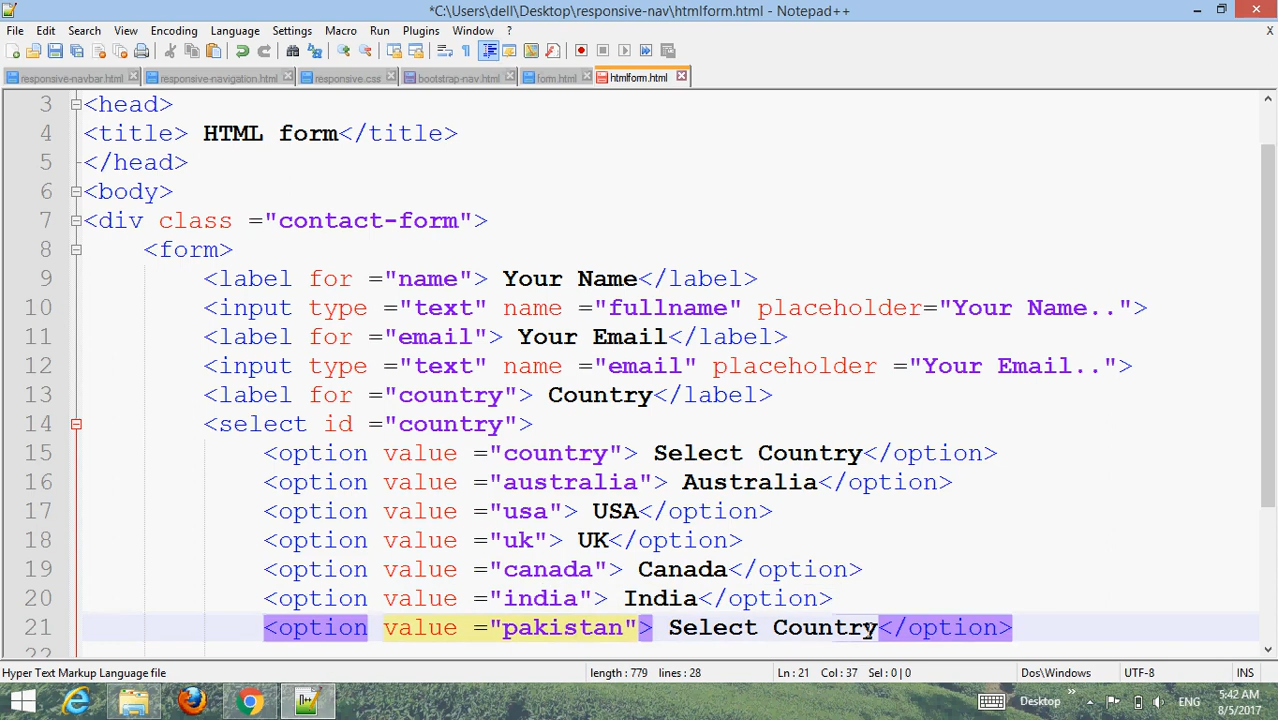 *C:\Users\dell\Desktop\responsive-nav\htmlform.html - Notepad++
File Edit Search View Encoding Language Settings Macro Run Plugins Window ?
X
responsive-navbar.html responsive-navigation.html responsive.css bootstrap-nav.html form.html htmlform.html
3 <head>
4 <title> HTML form</title>
5 </head>
6 <body>
7 <div class ="contact-form">
8 <form>
9 <label for ="name"> Your Name</label>
10 <input type ="text" name ="fullname" placeholder="Your Name..">
11 <label for ="email"> Your Email</label>
12 <input type ="text" name ="email" placeholder ="Your Email..">
13 <label for ="country"> Country</label>
14 <select id ="country">
15 <option value ="country"> Select Country</option>
16 <option value ="australia"> Australia</option>
17 <option value ="usa"> USA</option>
18 <option value ="uk"> UK</option>
19 <option value ="canada"> Canada</option>
20 <option value ="india"> India</option>
21 <option value ="pakistan"> Select Country</option>
22
Hyper Text Markup Language file length : 779 lines : 28 Ln : 21 Col : 37 Sel : 0 | 0 Dos\Windows UTF-8 INS
Desktop ENG 5:42 AM
8/5/2017